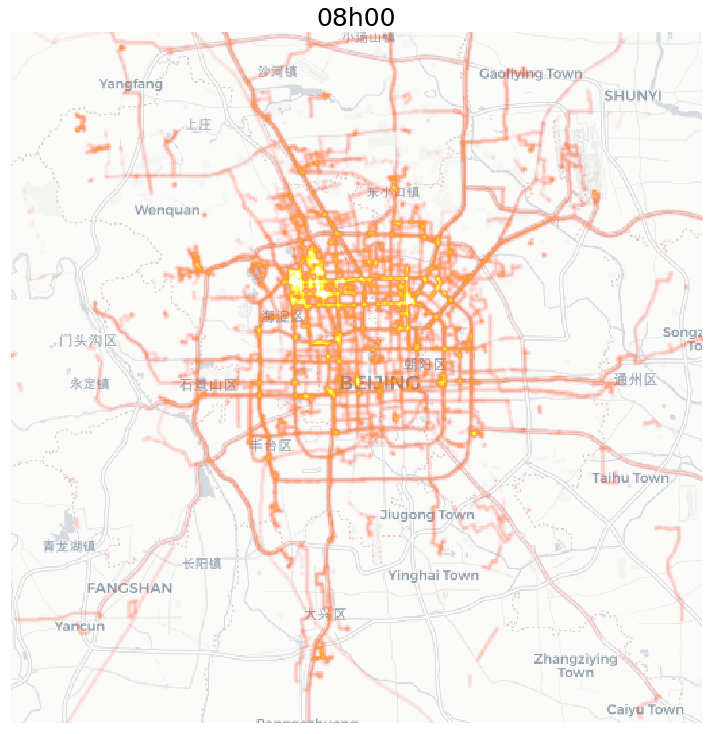 08h00
小汤山镇
沙河镇
Gaoliying Town
Yangfang
SHUNYI
上庄
东小口镇
Wenquan
海淀区
门头沟区
Songz
To
朝阳区
永定镇
石景山区
BEIJING
通州区
丰台区
Taihu Town
Jiugong Town
青龙湖镇
长阳镇
Yinghai Town
FANGSHAN
大兴区
Yancun
Zhangziying
Town
Caiyu Town